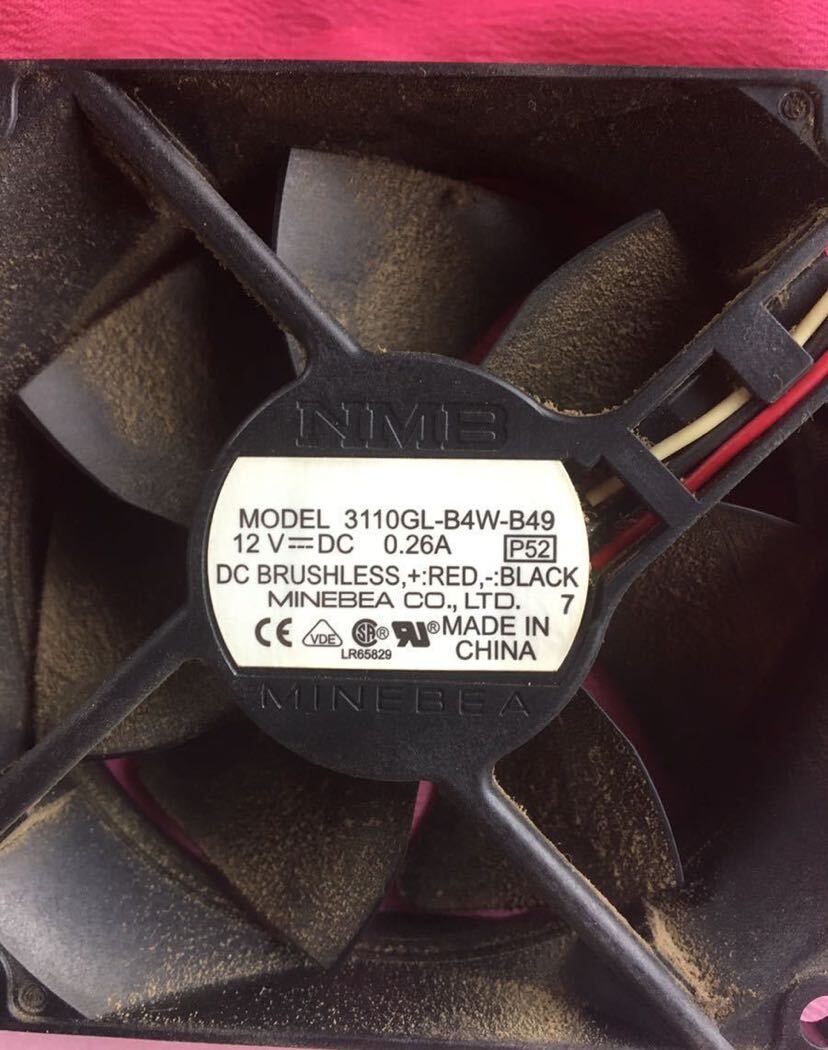 NMB
MODEL 3110GL-B4W-B49
12 V⎓DC 0.26A P52
DC BRUSHLESS,+:RED,-:BLACK
MINEBEA CO., LTD. 7
CE VDE SA® RU® MADE IN
LR65829 CHINA
MINEBEA